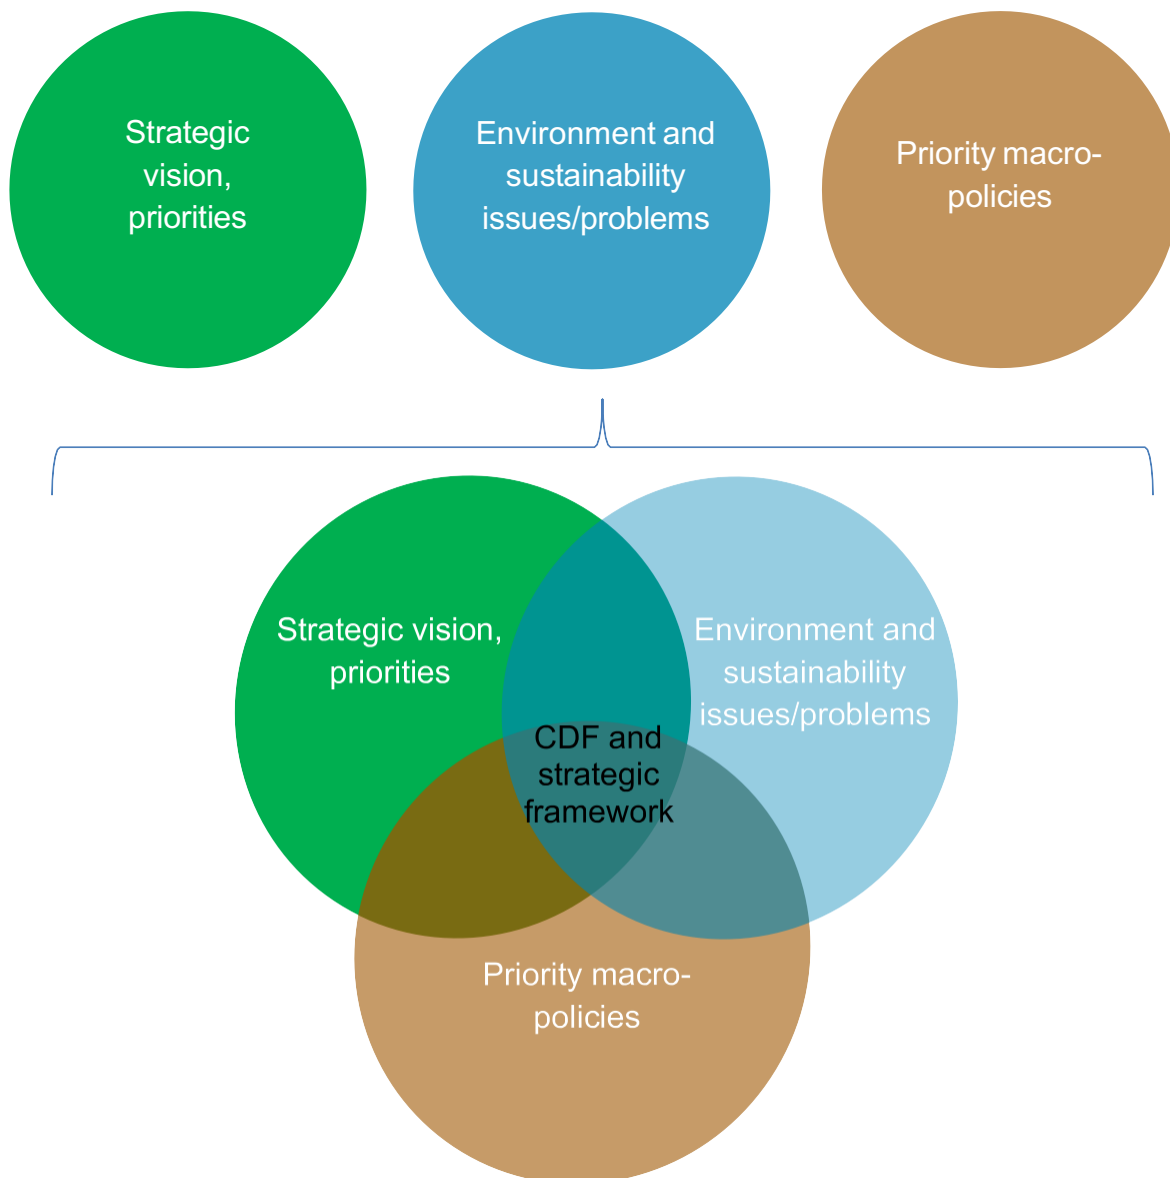 Strategic
vision,
priorities
Environment and
sustainability
issues/problems
Priority macro-
policies
Strategic vision,
priorities
Environment and
sustainability
issues/problems
CDF and
strategic
framework
Priority macro-
policies